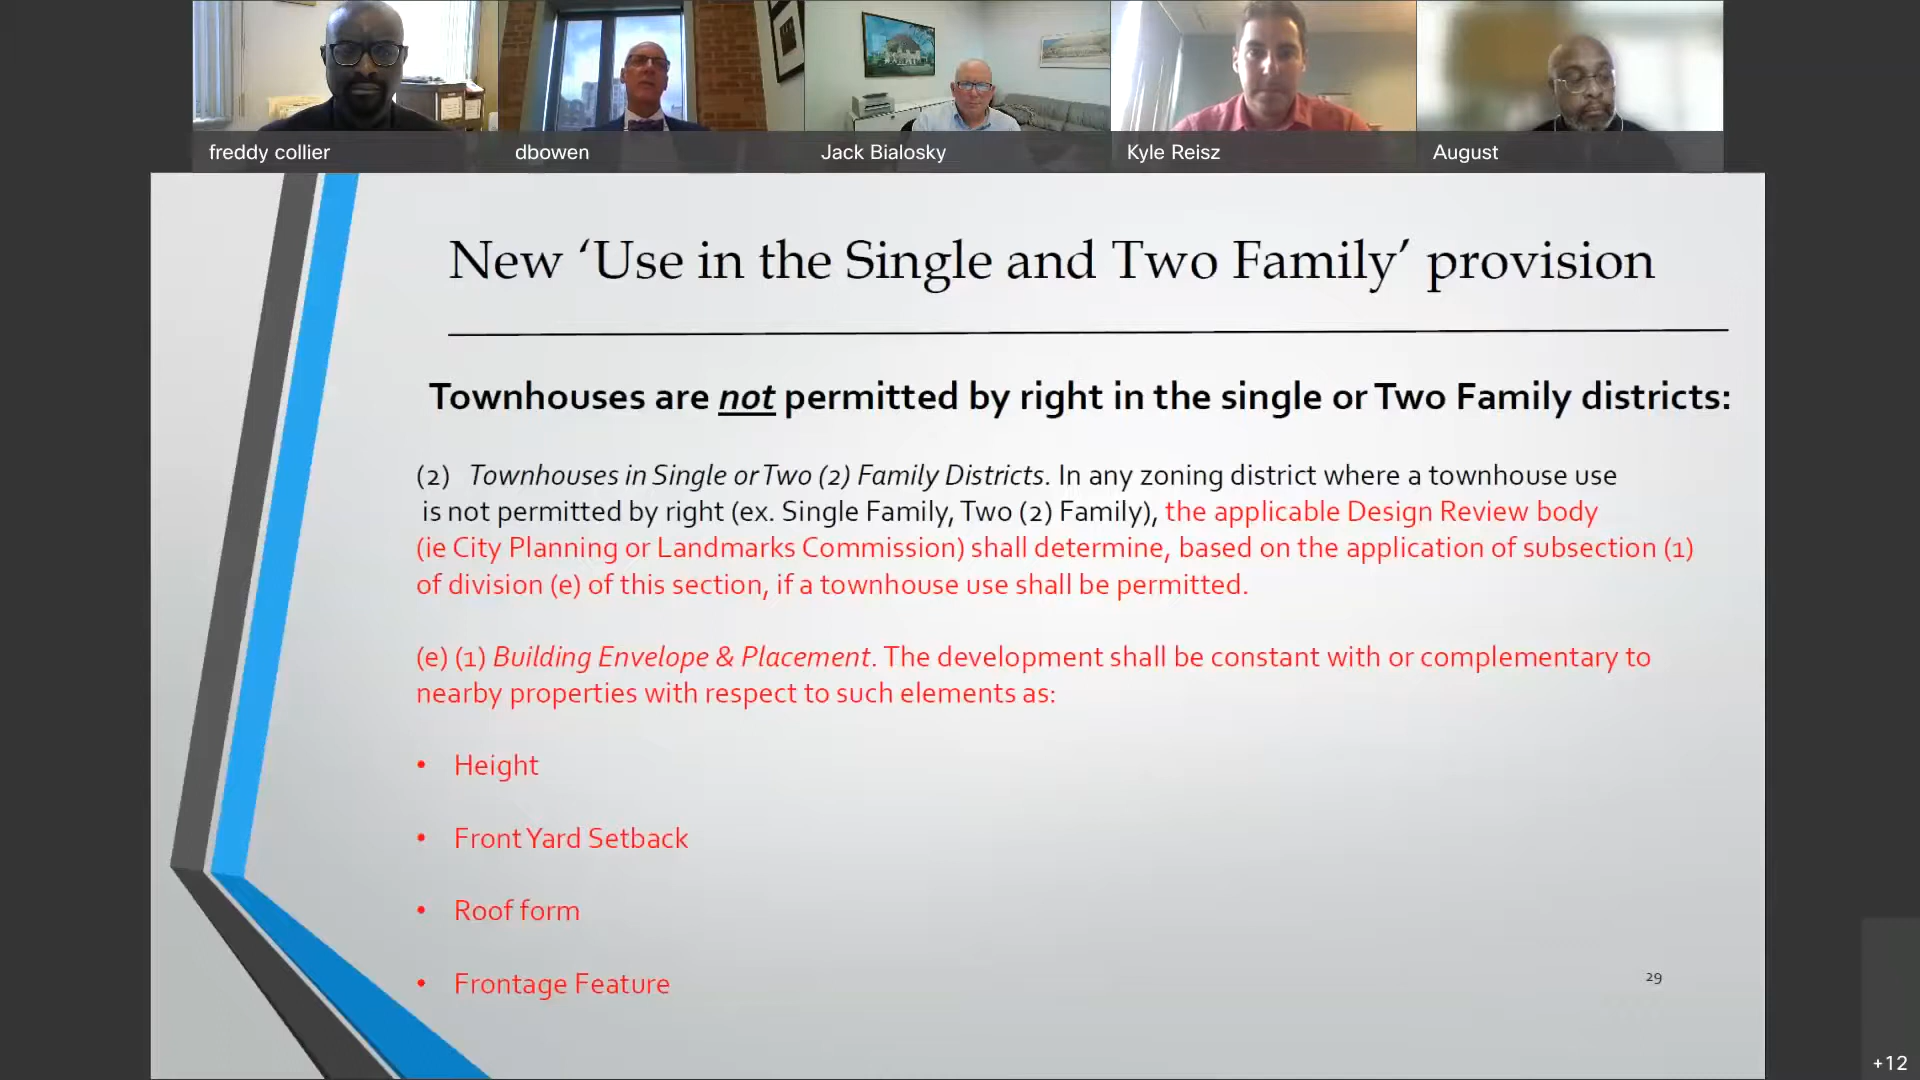 freddy collier
dbowen
Jack Bialosky
Kyle Reisz
August
New ‘Use in the Single and Two Family’ provision
Townhouses are not permitted by right in the single or Two Family districts:
(2) Townhouses in Single or Two (2) Family Districts. In any zoning district where a townhouse use
is not permitted by right (ex. Single Family, Two (2) Family), the applicable Design Review body
(ie City Planning or Landmarks Commission) shall determine, based on the application of subsection (1)
of division (e) of this section, if a townhouse use shall be permitted.
(e) (1) Building Envelope & Placement. The development shall be constant with or complementary to
nearby properties with respect to such elements as:
• Height
• Front Yard Setback
• Roof form
• Frontage Feature
29
+12